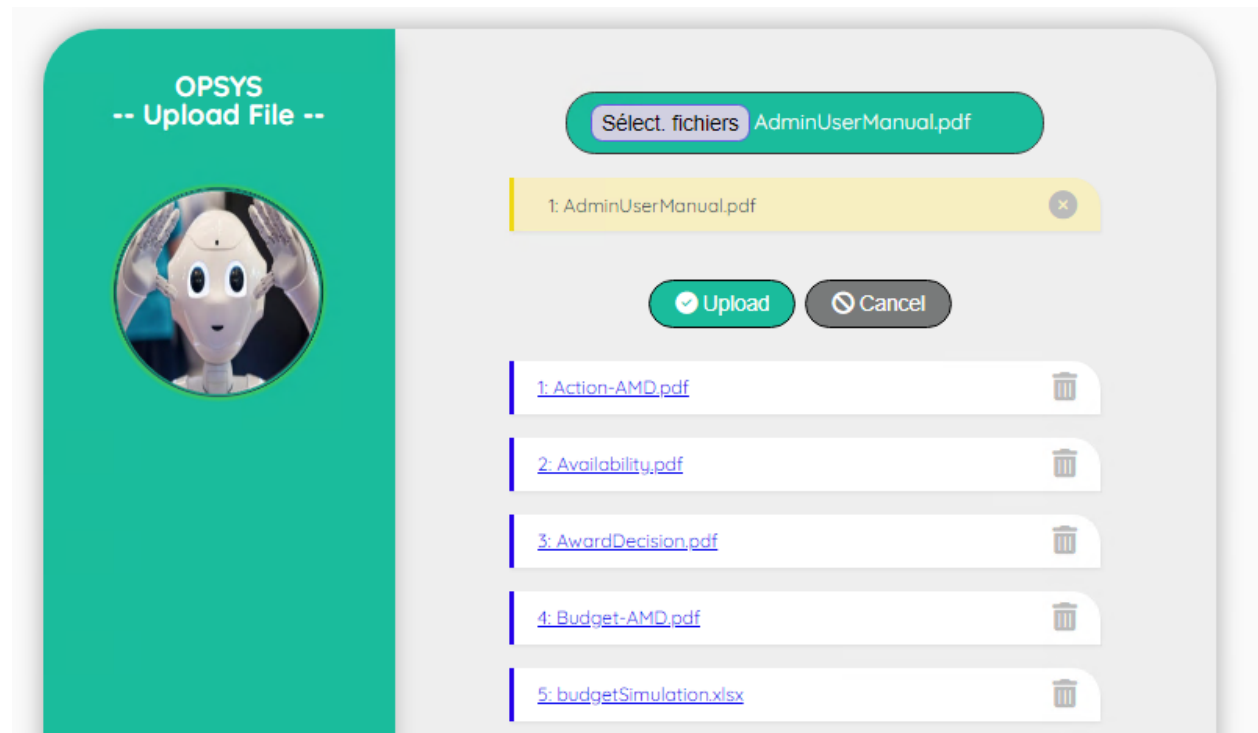 OPSYS
-- Upload File --
Sélect. fichiers AdminUserManual.pdf
1: AdminUserManual.pdf
Upload Cancel
1: Action-AMD.pdf
2: Availability.pdf
3: AwardDecision.pdf
4: Budget-AMD.pdf
5: budgetSimulation.xlsx